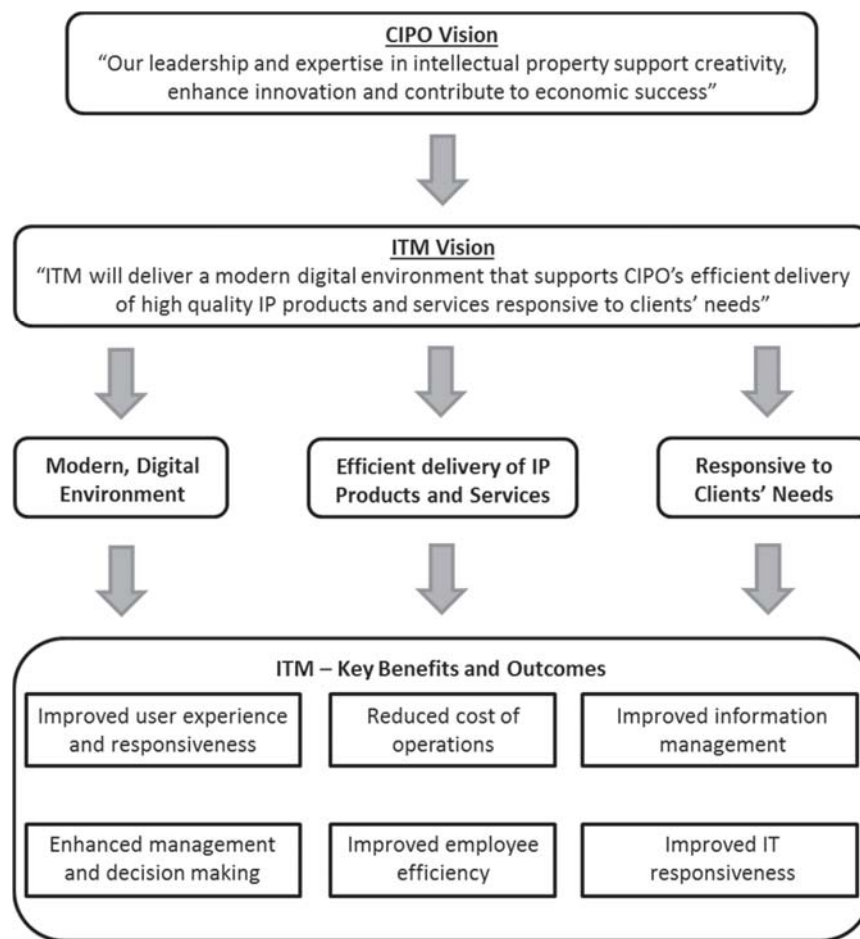 CIPO Vision
“Our leadership and expertise in intellectual property support creativity,
enhance innovation and contribute to economic success”
ITM Vision
“ITM will deliver a modern digital environment that supports CIPO’s efficient delivery
of high quality IP products and services responsive to clients’ needs”
Modern, Digital
Environment
Efficient delivery of IP
Products and Services
Responsive to
Clients’ Needs
ITM – Key Benefits and Outcomes
Improved user experience
and responsiveness
Reduced cost of
operations
Improved information
management
Enhanced management
and decision making
Improved employee
efficiency
Improved IT
responsiveness